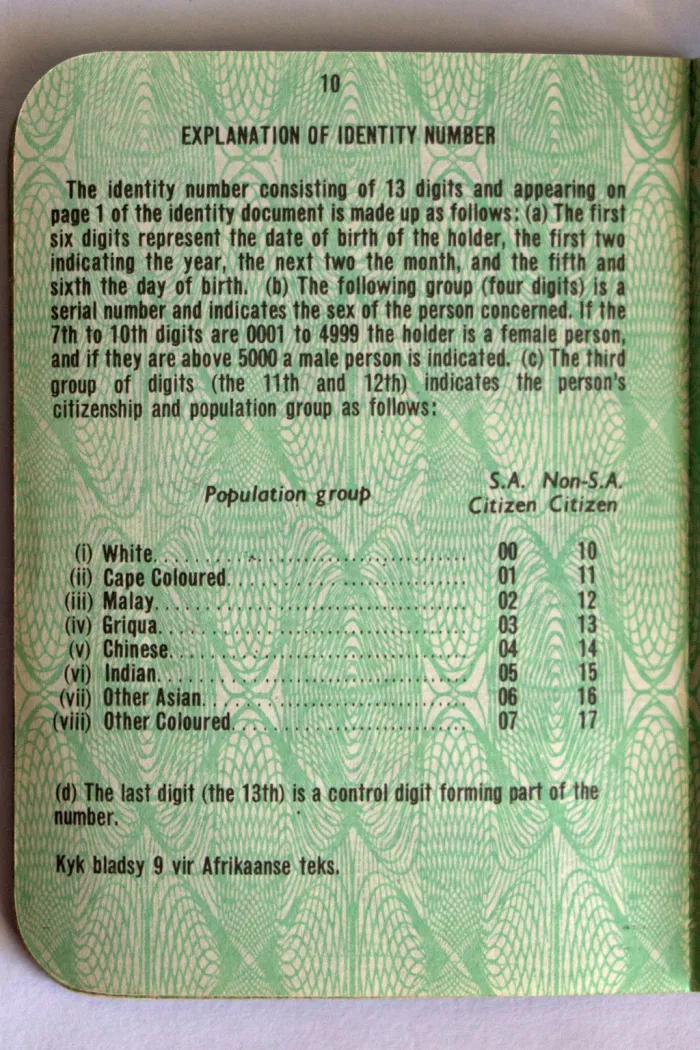 10
EXPLANATION OF IDENTITY NUMBER
The identity number consisting of 13 digits and appearing on
page 1 of the identity document is made up as follows: (a) The first
six digits represent the date of birth of the holder, the first two
indicating the year, the next two the month, and the fifth and
sixth the day of birth. (b) The following group (four digits) is a
serial number and indicates the sex of the person concerned. If the
7th to 10th digits are 0001 to 4999 the holder is a female person,
and if they are above 5000 a male person is indicated. (c) The third
group of digits (the 11th and 12th) indicates the person's
citizenship and population group as follows:
Population group S.A. Citizen Non-S.A. Citizen
(i) White. 00 10
(ii) Cape Coloured. 01 11
(iii) Malay. 02 12
(iv) Griqua. 03 13
(v) Chinese. 04 14
(vi) Indian. 05 15
(vii) Other Asian. 06 16
(viii) Other Coloured. 07 17
(d) The last digit (the 13th) is a control digit forming part of the
number.
Kyk bladsy 9 vir Afrikaanse teks.